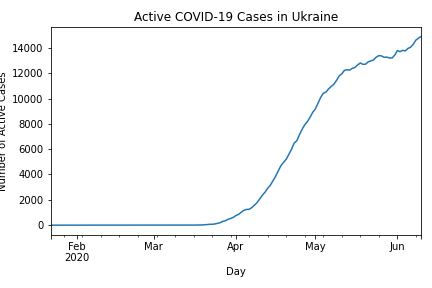 Active COVID-19 Cases in Ukraine
Number of Active Cases
14000
12000
10000
8000
6000
4000
2000
0
Feb Mar Apr May Jun
2020
Day